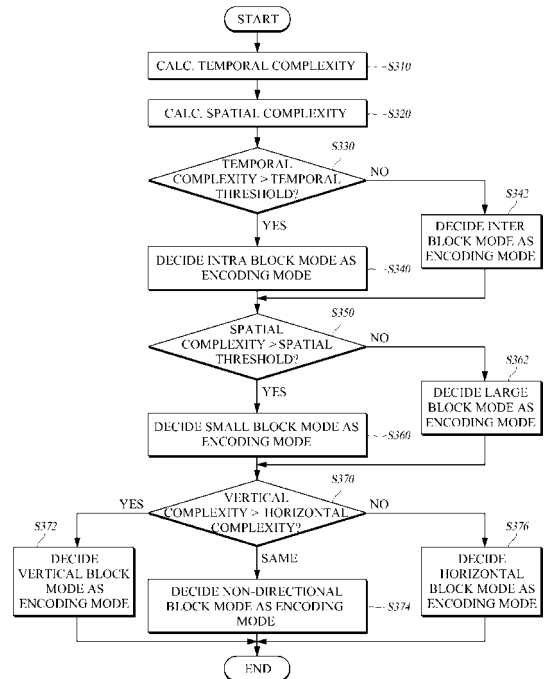 START
CALC. TEMPORAL COMPLEXITY
S310
CALC. SPATIAL COMPLEXITY
S320
S330
TEMPORAL
COMPLEXITY > TEMPORAL
THRESHOLD?
NO
YES
S342
DECIDE INTER
BLOCK MODE AS
ENCODING MODE
DECIDE INTRA BLOCK MODE AS
ENCODING MODE
S340
S350
SPATIAL
COMPLEXITY > SPATIAL
THRESHOLD?
NO
YES
S362
DECIDE LARGE
BLOCK MODE AS
ENCODING MODE
DECIDE SMALL BLOCK MODE AS
ENCODING MODE
S360
S370
YES
VERTICAL
COMPLEXITY > HORIZONTAL
COMPLEXITY?
NO
SAME
S372
DECIDE
VERTICAL BLOCK
MODE AS
ENCODING MODE
DECIDE NON-DIRECTIONAL
BLOCK MODE AS ENCODING
MODE
S374
S376
DECIDE
HORIZONTAL
BLOCK MODE AS
ENCODING MODE
END